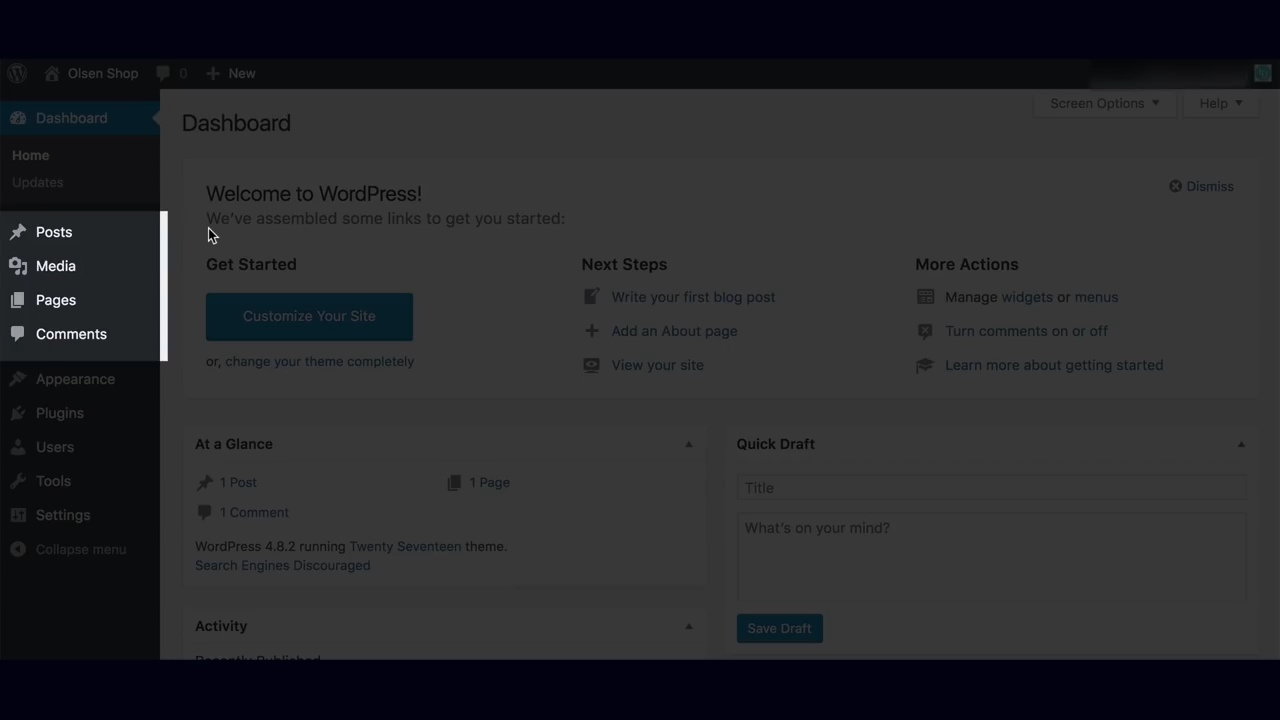 Olsen Shop 0 New
Dashboard
Home
Updates
Posts
Media
Pages
Comments
Appearance
Plugins
Users
Tools
Settings
Collapse menu
Screen Options Help
Dashboard
Welcome to WordPress!
We've assembled some links to get you started:
Dismiss
Get Started
Customize Your Site
or, change your theme completely
Next Steps
Write your first blog post
Add an About page
View your site
More Actions
Manage widgets or menus
Turn comments on or off
Learn more about getting started
At a Glance
1 Post 1 Page
1 Comment
WordPress 4.8.2 running Twenty Seventeen theme.
Search Engines Discouraged
Activity
Recently Published
Quick Draft
Title
What's on your mind?
Save Draft